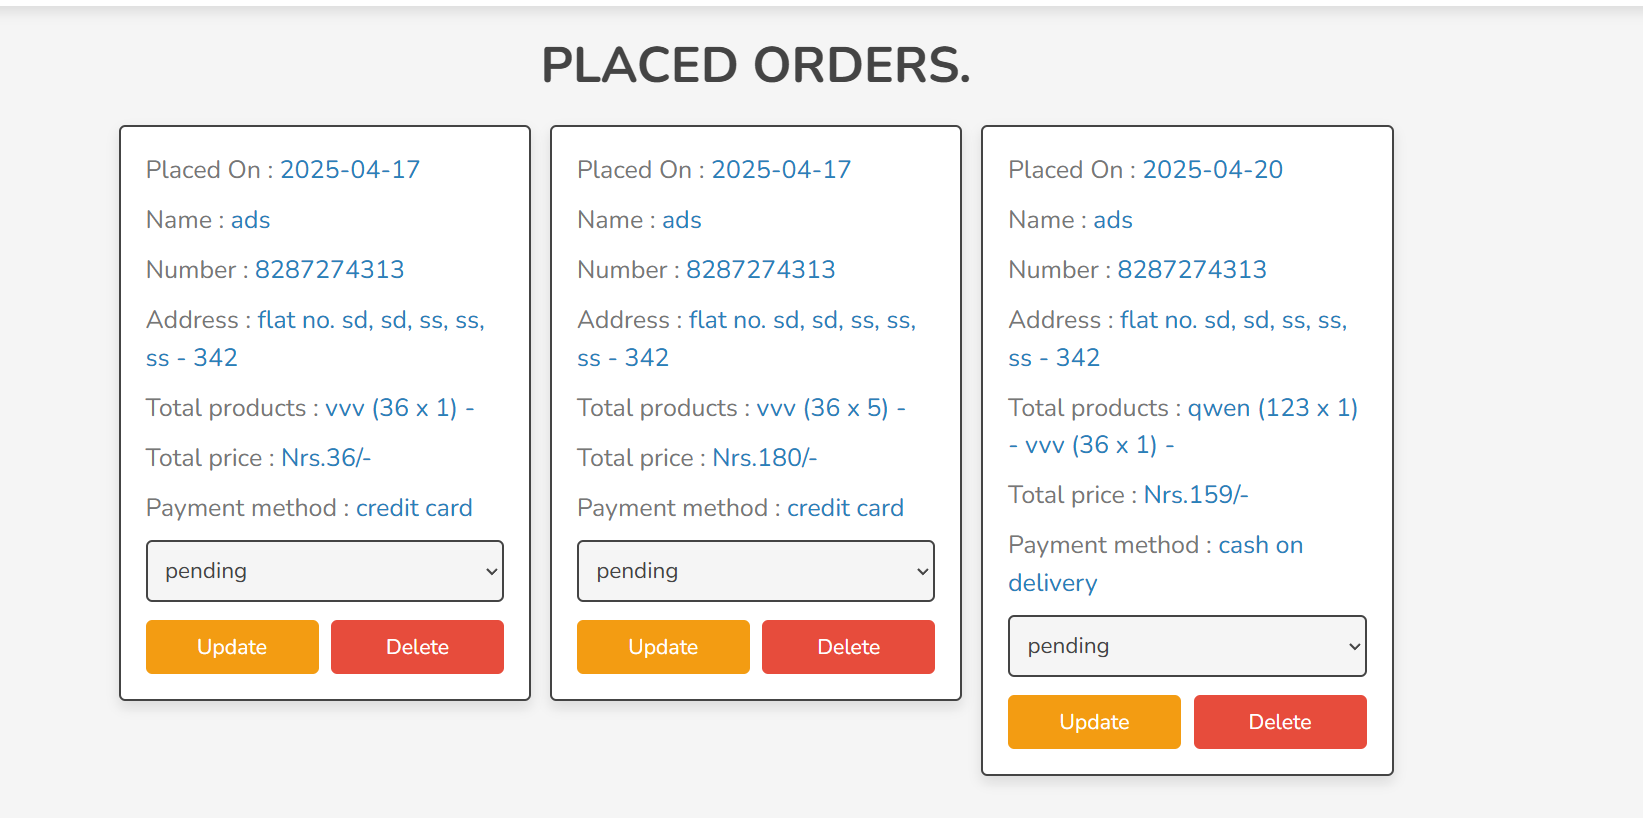 PLACED ORDERS.
Placed On : 2025-04-17
Name : ads
Number : 8287274313
Address : flat no. sd, sd, ss, ss,
ss - 342
Total products : vvv (36 x 1) -
Total price : Nrs.36/-
Payment method : credit card
pending
Update
Delete
Placed On : 2025-04-17
Name : ads
Number : 8287274313
Address : flat no. sd, sd, ss, ss,
ss - 342
Total products : vvv (36 x 5) -
Total price : Nrs.180/-
Payment method : credit card
pending
Update
Delete
Placed On : 2025-04-20
Name : ads
Number : 8287274313
Address : flat no. sd, sd, ss, ss,
ss - 342
Total products : qwen (123 x 1)
- vvv (36 x 1) -
Total price : Nrs.159/-
Payment method : cash on
delivery
pending
Update
Delete